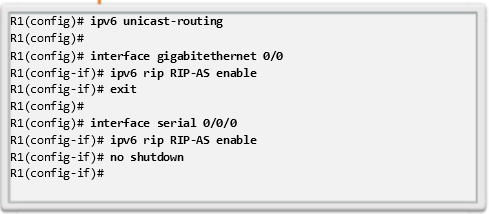 R1(config)# ipv6 unicast-routing
R1(config)#
R1(config)# interface gigabitethernet 0/0
R1(config-if)# ipv6 rip RIP-AS enable
R1(config-if)# exit
R1(config)#
R1(config)# interface serial 0/0/0
R1(config-if)# ipv6 rip RIP-AS enable
R1(config-if)# no shutdown
R1(config-if)#